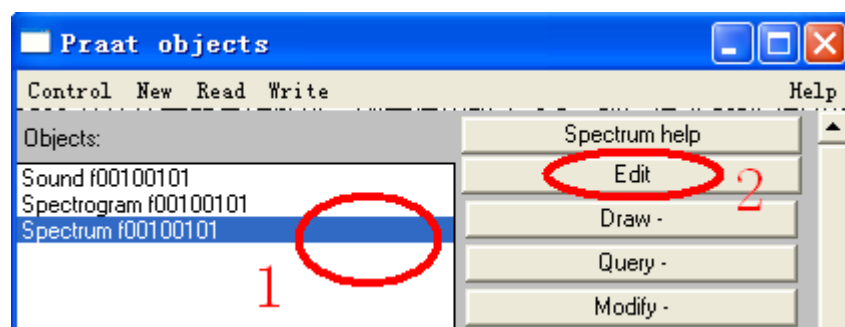 Praat objects
Control New Read Write Help
Objects:
Spectrum help
Sound f00100101
Edit
2
Spectrogram f00100101
Spectrum f00100101
Draw -
1
Query -
Modify -